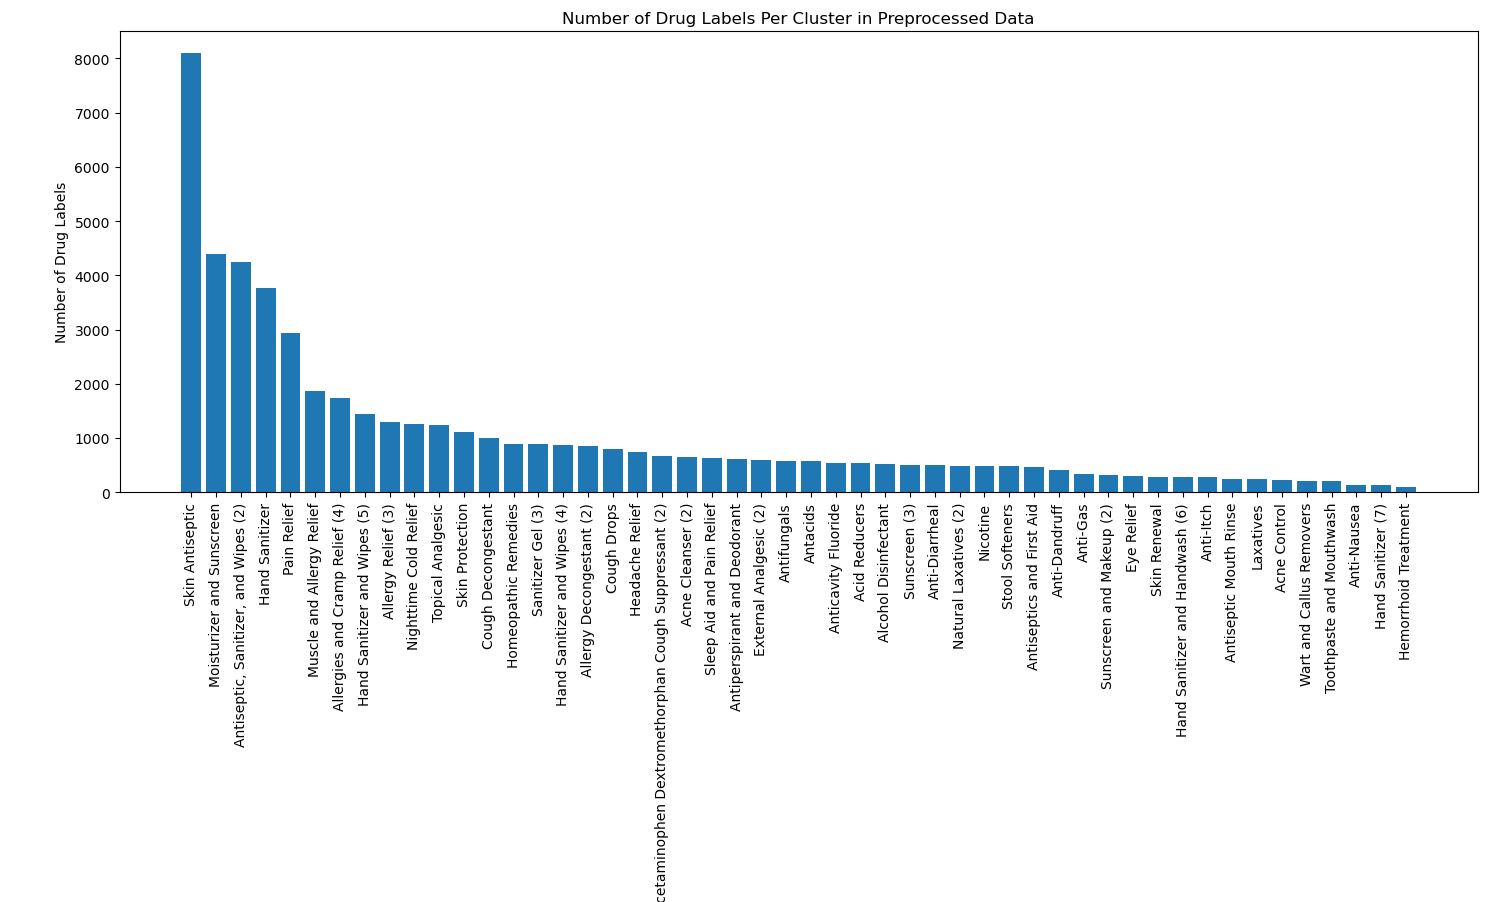 Number of Drug Labels Per Cluster in Preprocessed Data
Number of Drug Labels
8000
7000
6000
5000
4000
3000
2000
1000
0
Skin Antiseptic
Moisturizer and Sunscreen
Antiseptic, Sanitizer, and Wipes (2)
Hand Sanitizer
Pain Relief
Muscle and Allergy Relief
Allergies and Cramp Relief (4)
Hand Sanitizer and Wipes (5)
Allergy Relief (3)
Nighttime Cold Relief
Topical Analgesic
Skin Protection
Cough Decongestant
Homeopathic Remedies
Sanitizer Gel (3)
Hand Sanitizer and Wipes (4)
Allergy Decongestant (2)
Cough Drops
Headache Relief
cetaminophen Dextromethorphan Cough Suppressant (2)
Acne Cleanser (2)
Sleep Aid and Pain Relief
Antiperspirant and Deodorant
External Analgesic (2)
Antifungals
Antacids
Anticavity Fluoride
Acid Reducers
Alcohol Disinfectant
Sunscreen (3)
Anti-Diarrheal
Natural Laxatives (2)
Nicotine
Stool Softeners
Antiseptics and First Aid
Anti-Dandruff
Anti-Gas
Sunscreen and Makeup (2)
Eye Relief
Skin Renewal
Hand Sanitizer and Handwash (6)
Anti-Itch
Antiseptic Mouth Rinse
Laxatives
Acne Control
Wart and Callus Removers
Toothpaste and Mouthwash
Anti-Nausea
Hand Sanitizer (7)
Hemorrhoid Treatment